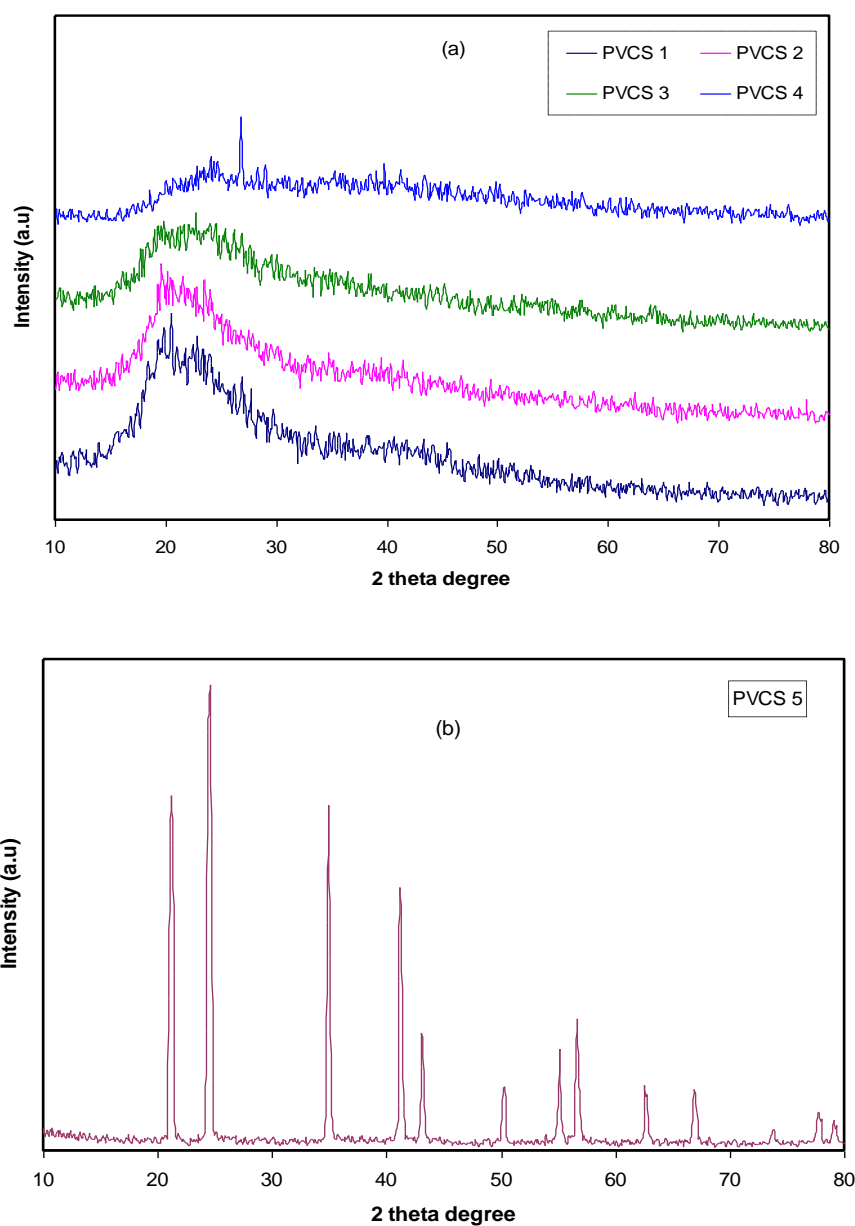 (a)
PVCS 1 PVCS 2
PVCS 3 PVCS 4
Intensity (a.u)
10 20 30 40 50 60 70 80
2 theta degree
PVCS 5
(b)
Intensity (a.u)
10 20 30 40 50 60 70 80
2 theta degree